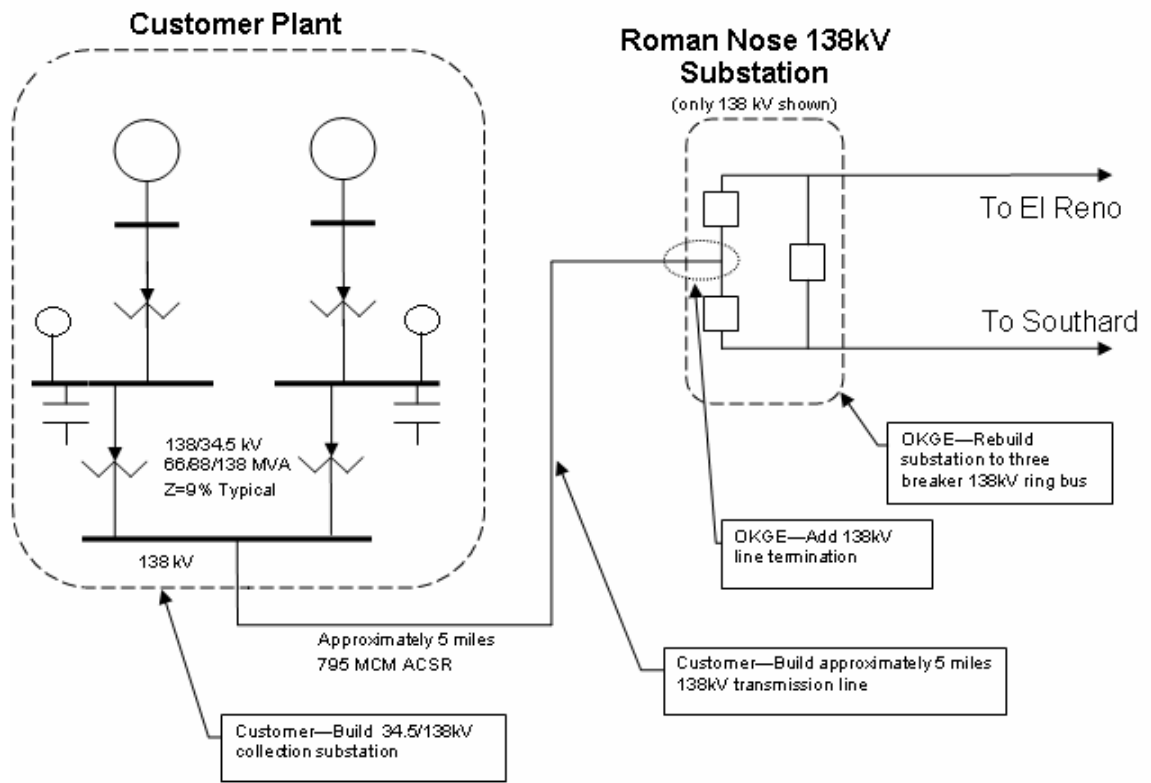 Customer Plant
Roman Nose 138kV
Substation
(only 138 kV shown)
To El Reno
To Southard
138/34.5 kV
66/88/138 MVA
Z=9% Typical
138 kV
OKGE—Rebuild
substation to three
breaker 138kV ring bus
OKGE—Add 138kV
line termination
Approximately 5 miles
795 MCM ACSR
Customer—Build approximately 5 miles
138kV transmission line
Customer—Build 34.5/138kV
collection substation